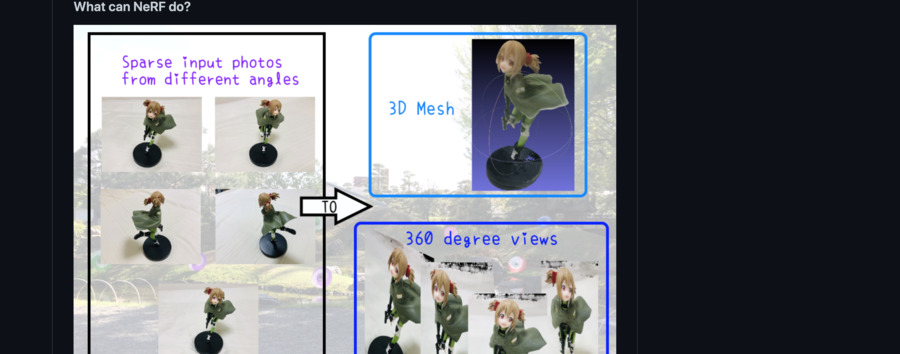 What can NeRF do?
Sparse input photos
from different angles
3D Mesh
TO
360 degree views